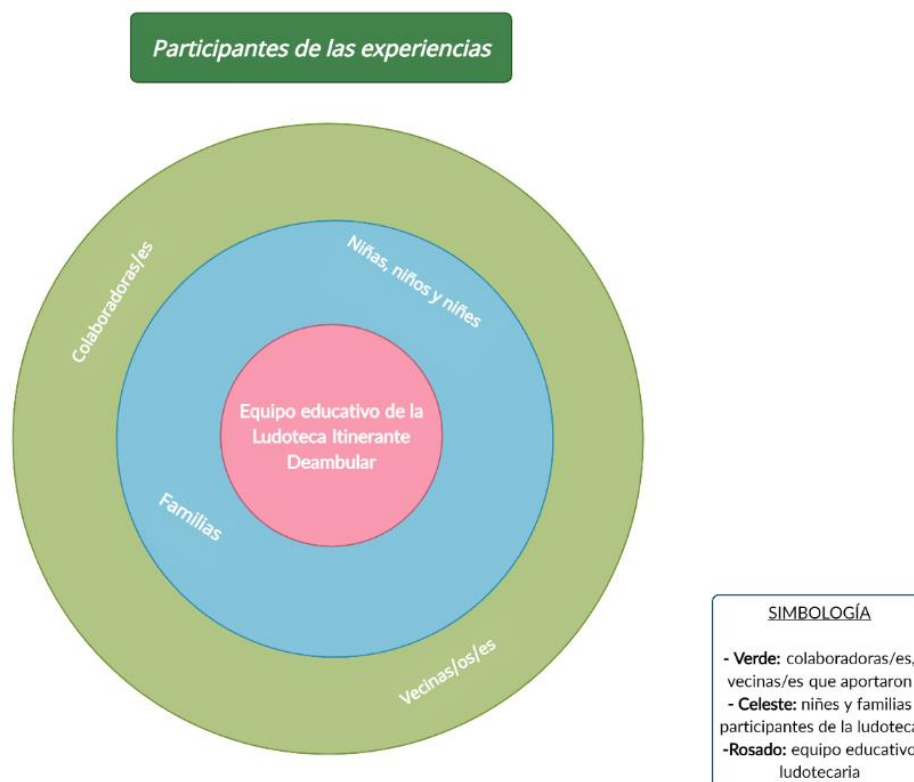 Participantes de las experiencias
Colaboradoras/es
Niñas, niños y niñes
Equipo educativo de la
Ludoteca Itinerante
Deambular
Familias
Vecinas/os/es
SIMBOLOGÍA
- Verde: colaboradoras/es,
vecinas/es que aportaron
- Celeste: niñes y familias
participantes de la ludoteca
-Rosado: equipo educativo
ludotecaria